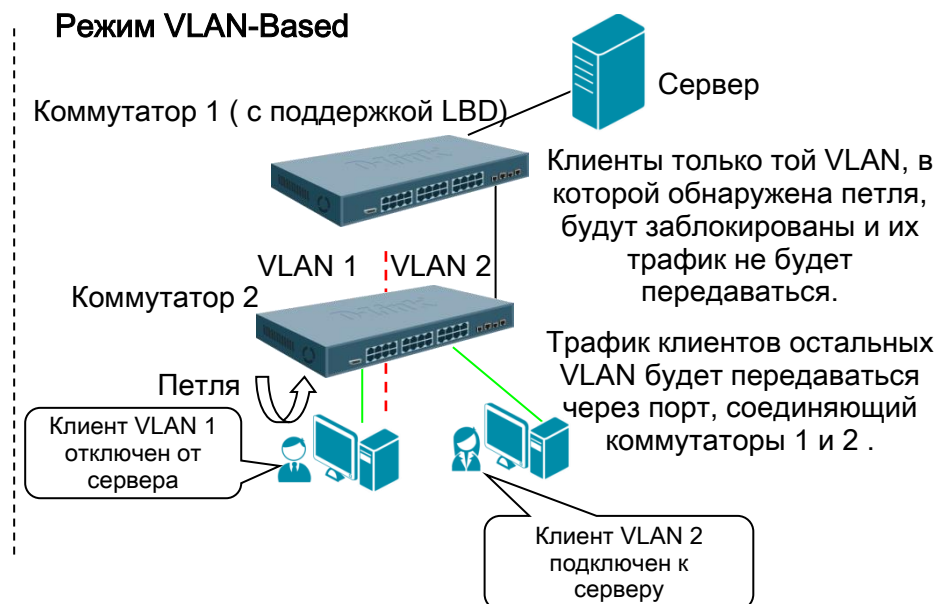 Режим VLAN-Based
Сервер
Коммутатор 1 ( с поддержкой LBD)
D-Link
Клиенты только той VLAN, в
которой обнаружена петля,
будут заблокированы и их
трафик не будет
передаваться.
VLAN 1
VLAN 2
Коммутатор 2
D-Link
Трафик клиентов остальных
VLAN будет передаваться
через порт, соединяющий
коммутаторы 1 и 2 .
Петля
Клиент VLAN 1
отключен от
сервера
Клиент VLAN 2
подключен к
серверу